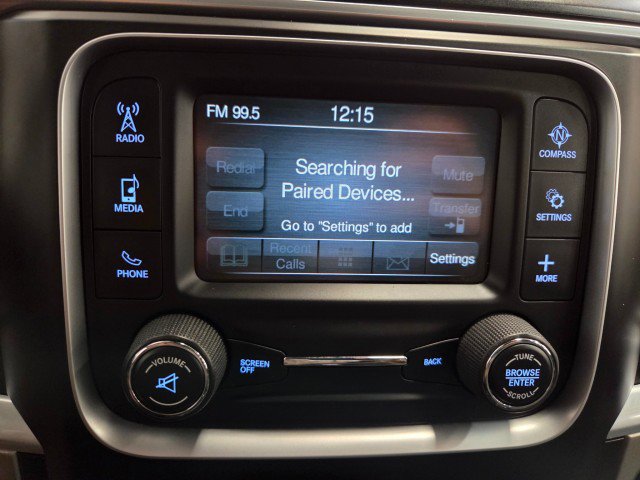 FM 99.5
12:15
RADIO
MEDIA
PHONE
Redial
End
Searching for
Paired Devices...
Go to "Settings" to add
Mute
Transfer
Recent
Calls
Settings
COMPASS
SETTINGS
MORE
VOLUME
SCREEN
OFF
BACK
TUNE
BROWSE
ENTER
SCROLL